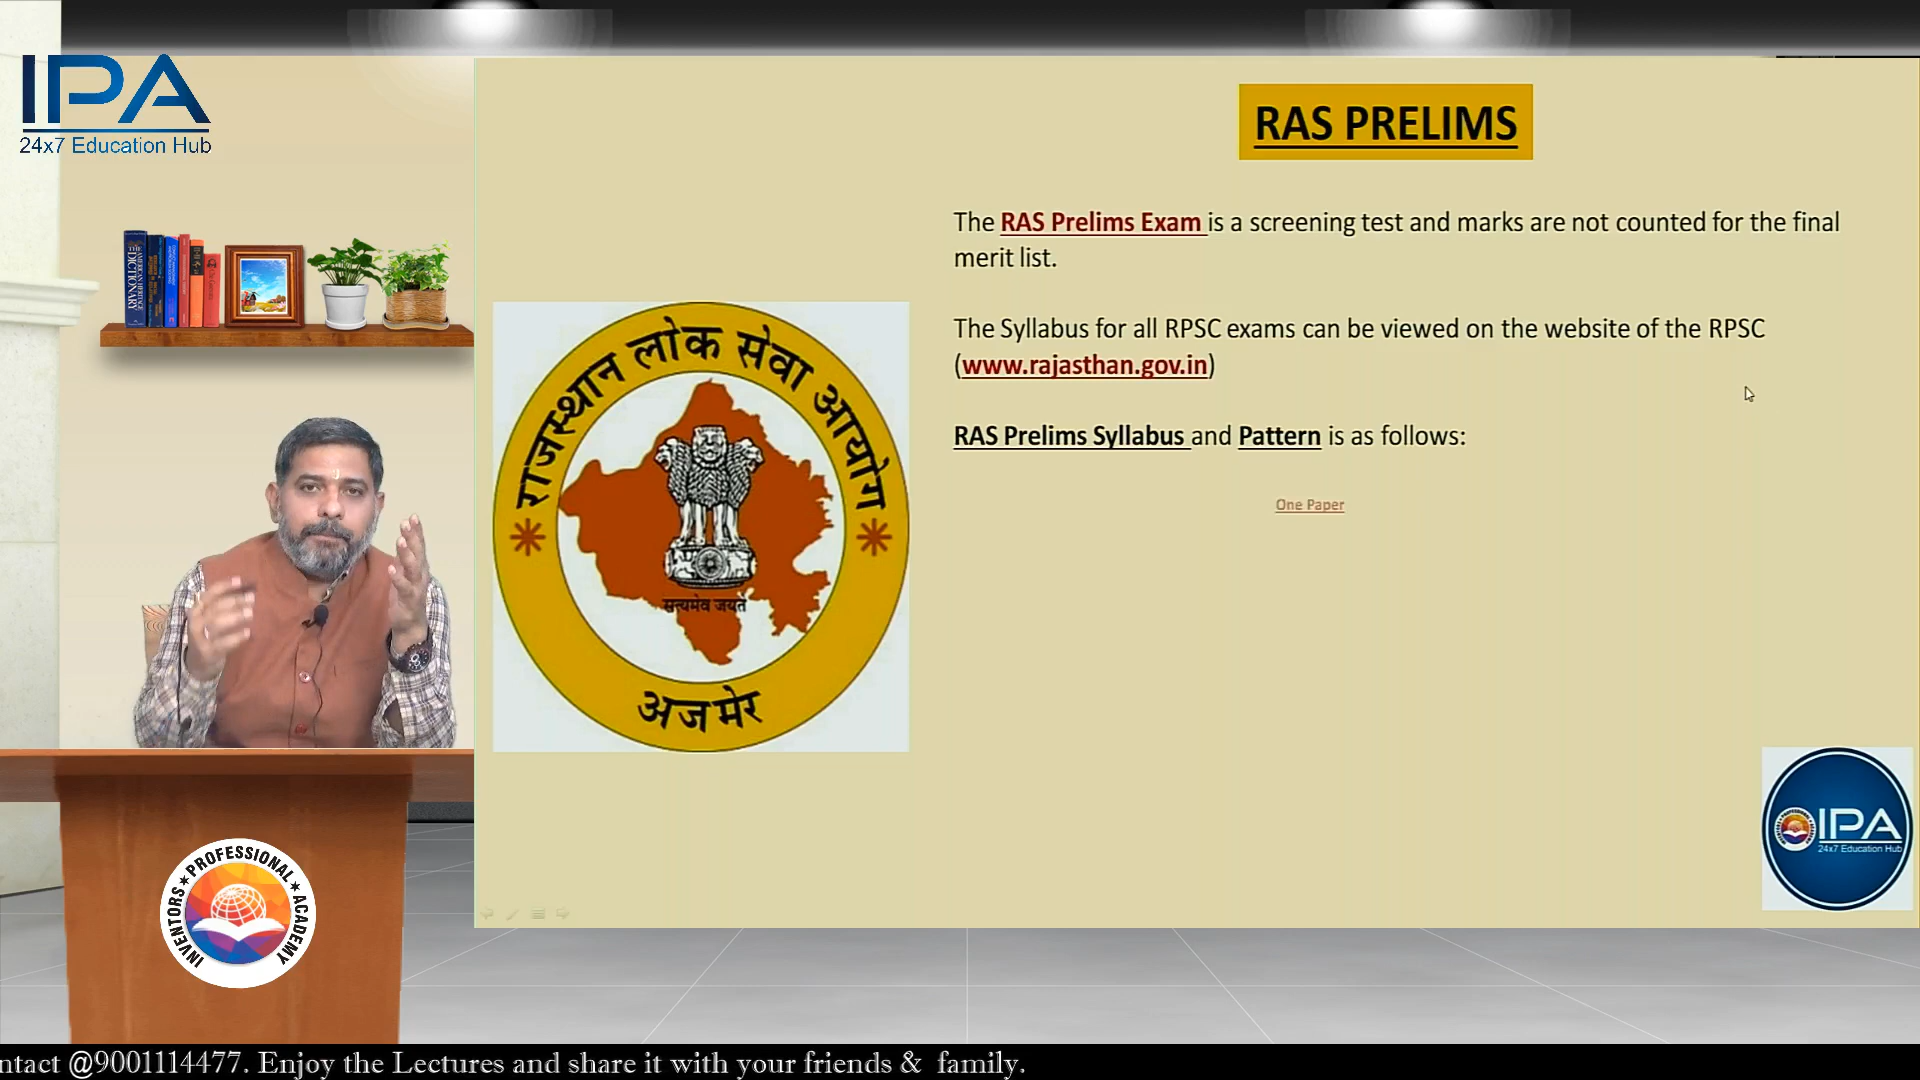 IPA
24x7 Education Hub
THE
AMERICAN HERITAGE
DICTIONARY
RAS PRELIMS
The RAS Prelims Exam is a screening test and marks are not counted for the final
merit list.
The Syllabus for all RPSC exams can be viewed on the website of the RPSC
(www.rajasthan.gov.in)
RAS Prelims Syllabus and Pattern is as follows:
One Paper
राजस्थान लोक सेवा आयोग
सत्यमेव जयते
अजमेर
IPA
24x7 Education Hub
INVENTORS ★ PROFESSIONAL ★ ACADEMY
ntact @9001114477. Enjoy the Lectures and share it with your friends & family.